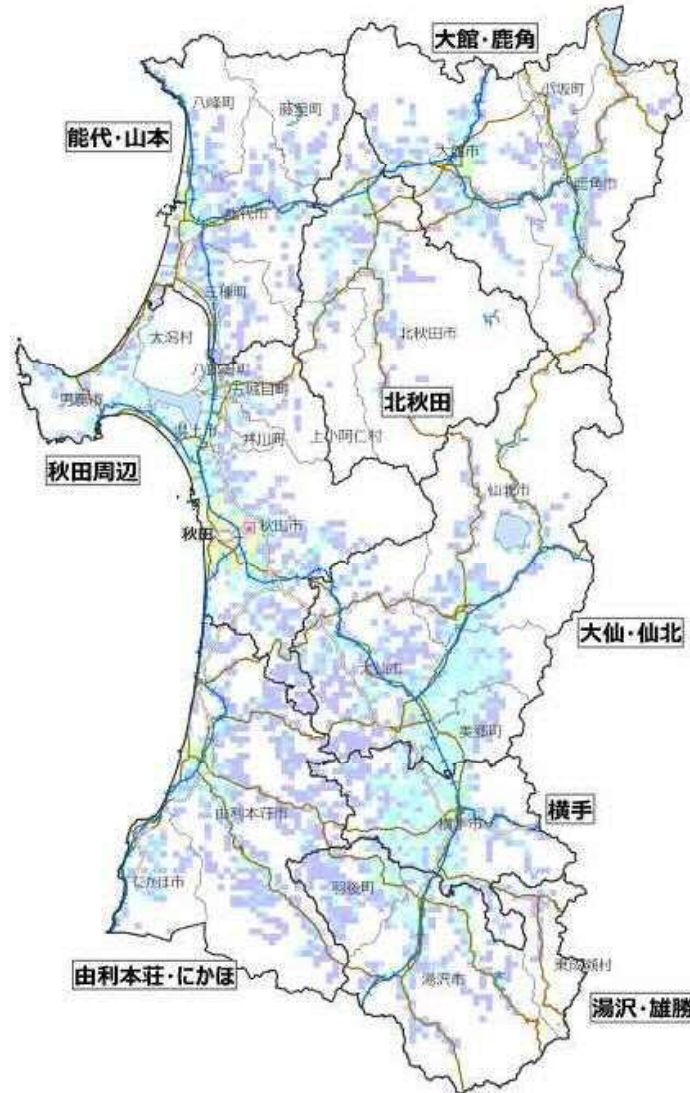 大館・鹿角
小坂町
八峰町
藤里町
能代・山本
大館市
鹿角市
能代市
三種町
大潟村
北秋田市
八郎潟町
五城目町
男鹿市
北秋田
潟上市
井川町
上小阿仁村
秋田周辺
仙北市
秋田市
秋田
大仙・仙北
大仙市
美郷町
横手
由利本荘市
横手市
にかほ市
羽後町
東成瀬村
由利本荘・にかほ
湯沢市
湯沢・雄勝